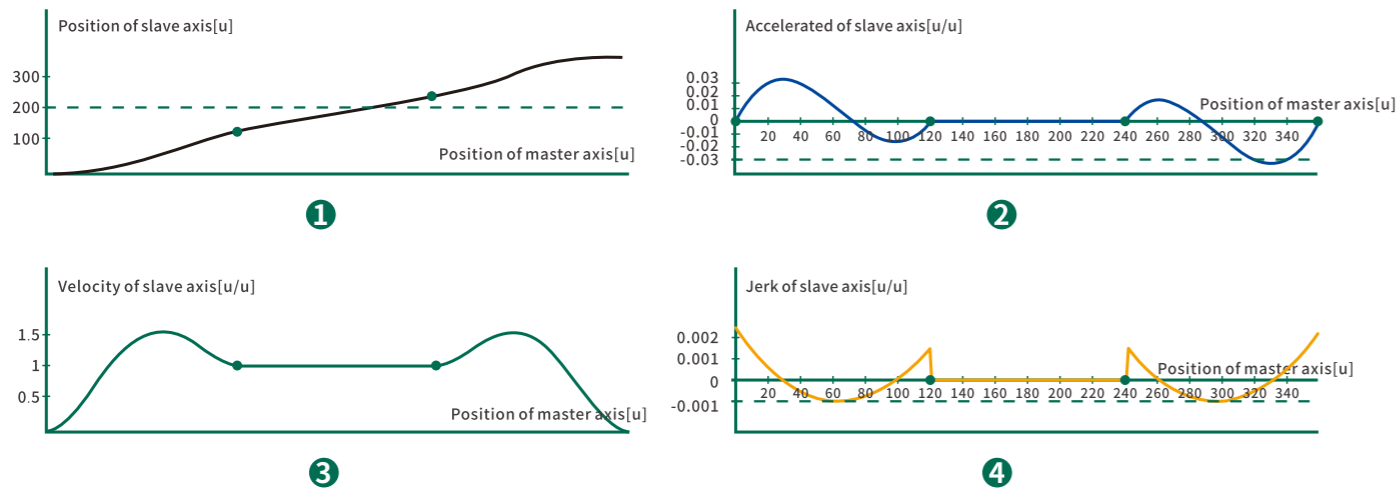 Position of slave axis[u]
300
200
100
Position of master axis[u]
1
Accelerated of slave axis[u/u]
0.03
0.02
0.01
0
-0.01
-0.02
-0.03
Position of master axis[u]
20 40 60 80 100 120 140 160 180 200 220 240 260 280 300 320 340
2
Velocity of slave axis[u/u]
1.5
1
0.5
Position of master axis[u]
3
Jerk of slave axis[u/u]
0.002
0.001
0
-0.001
Position of master axis[u]
20 40 60 80 100 120 140 160 180 200 220 240 260 280 300 320 340
4